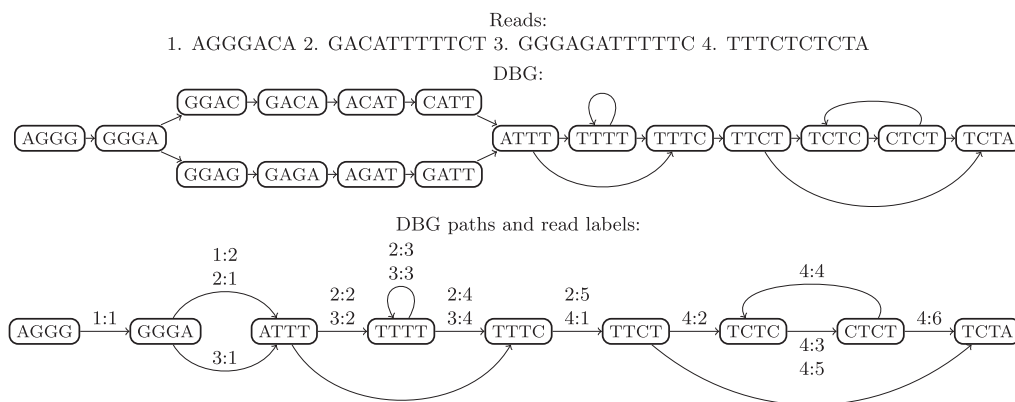 Reads:
1. AGGGACA 2. GACATTTTTCT 3. GGGAGATTTTTC 4. TTTCTCTCTA
DBG:
GGAC GACA ACAT CATT
AGGG GGGA ATTT TTTT TTTC TTCT TCTC CTCT TCTA
GGAG GAGA AGAT GATT
DBG paths and read labels:
1:2 2:3
2:1 3:3 4:4
1:1 2:2 2:4 2:5
3:2 3:4 4:1 4:2 4:6
AGGG GGGA ATTT TTTT TTTC TTCT TCTC CTCT TCTA
3:1 4:3
4:5